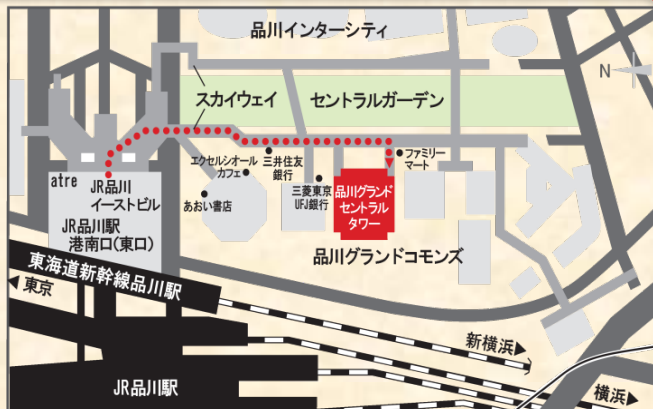 品川インターシティ
N
スカイウェイ
セントラルガーデン
エクセルシオール
カフェ
三井住友
銀行
ファミリー
マート
atre
JR品川
イーストビル
あおい書店
三菱東京
UFJ銀行
品川グランド
セントラル
タワー
JR品川駅
港南口(東口)
品川グランドコモンズ
東海道新幹線品川駅
東京
新横浜
JR品川駅
横浜